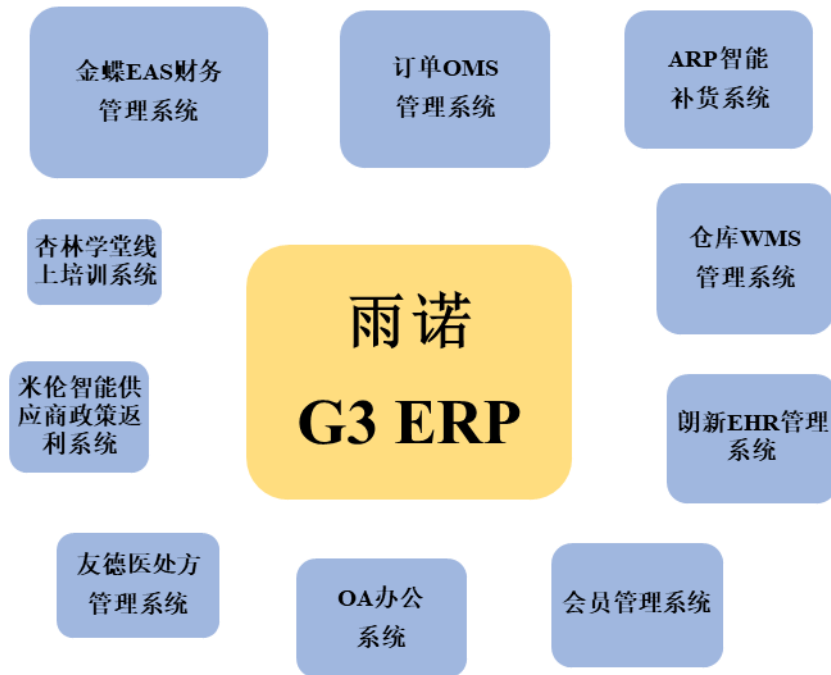 金蝶EAS财务
管理系统
订单OMS
管理系统
ARP智能
补货系统
杏林学堂线
上培训系统
仓库WMS
管理系统
雨诺
G3 ERP
米伦智能供
应商政策返
利系统
朗新EHR管理
系统
友德医处方
管理系统
OA办公
系统
会员管理系统